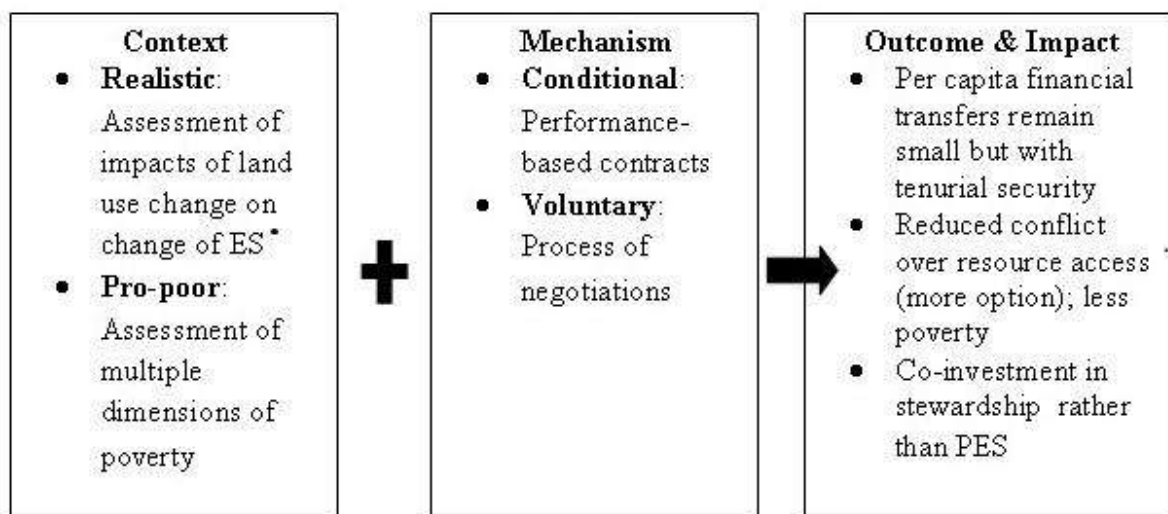 Context
• Realistic:
Assessment of
impacts of land
use change on
change of ES*
• Pro-poor:
Assessment of
multiple
dimensions of
poverty
Mechanism
• Conditional:
Performance-
based contracts
• Voluntary:
Process of
negotiations
Outcome & Impact
• Per capita financial
transfers remain
small but with
tenurial security
• Reduced conflict
over resource access
(more option); less
poverty
• Co-investment in
stewardship rather
than PES